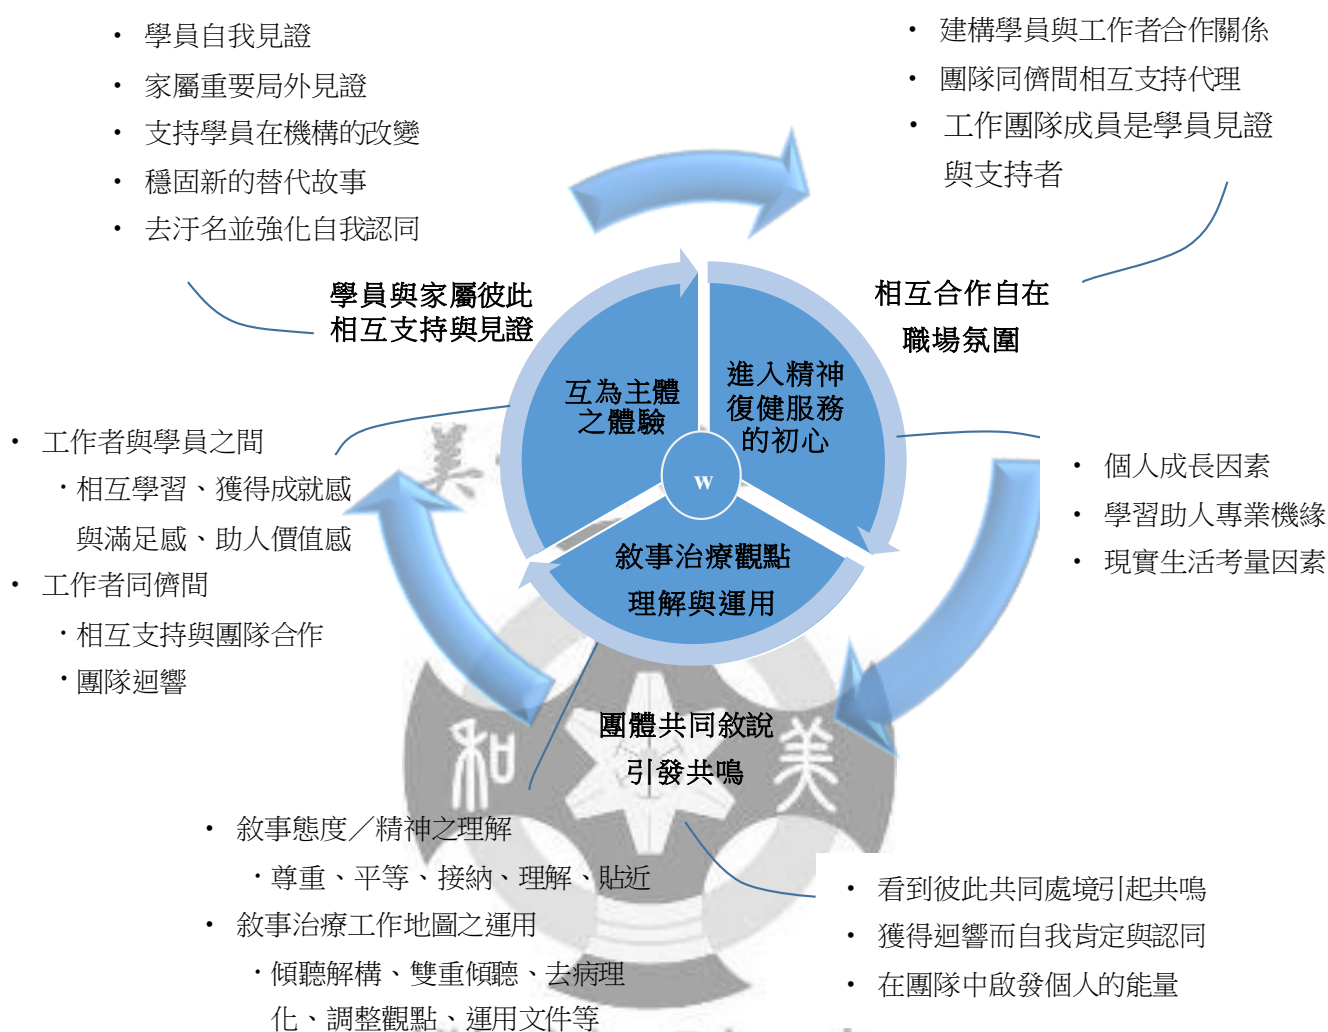 • 學員自我見證
• 家屬重要局外見證
• 支持學員在機構的改變
• 穩固新的替代故事
• 去汙名並強化自我認同
• 建構學員與工作者合作關係
• 團隊同儕間相互支持代理
• 工作團隊成員是學員見證
與支持者
學員與家屬彼此
相互支持與見證
相互合作自在
職場氛圍
互為主體
之體驗
進入精神
復健服務
的初心
w
敘事治療觀點
理解與運用
• 工作者與學員之間
・相互學習、獲得成就感
與滿足感、助人價值感
• 工作者同儕間
・相互支持與團隊合作
・團隊迴響
• 個人成長因素
• 學習助人專業機緣
• 現實生活考量因素
團體共同敘說
引發共鳴
和
美
• 敘事態度／精神之理解
・尊重、平等、接納、理解、貼近
• 敘事治療工作地圖之運用
・傾聽解構、雙重傾聽、去病理
化、調整觀點、運用文件等
• 看到彼此共同處境引起共鳴
• 獲得迴響而自我肯定與認同
• 在團隊中啟發個人的能量